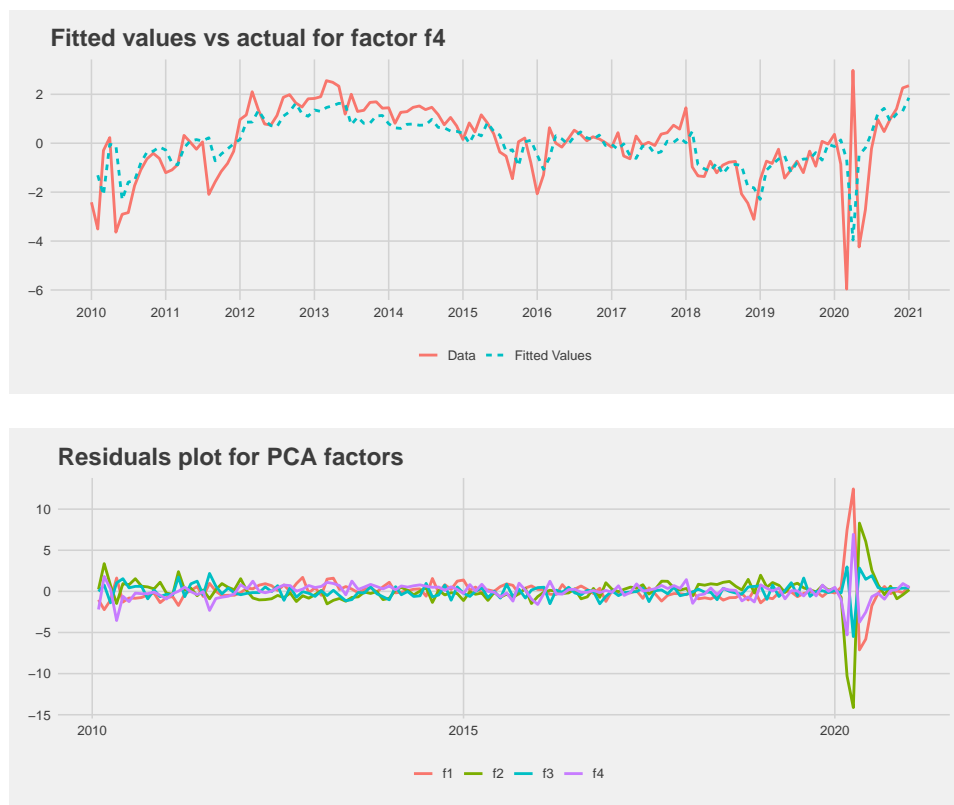 Fitted values vs actual for factor f4
2
0
−2
−4
−6
2010 2011 2012 2013 2014 2015 2016 2017 2018 2019 2020 2021
Data Fitted Values
Residuals plot for PCA factors
10
5
0
−5
−10
−15
2010 2015 2020
f1 f2 f3 f4